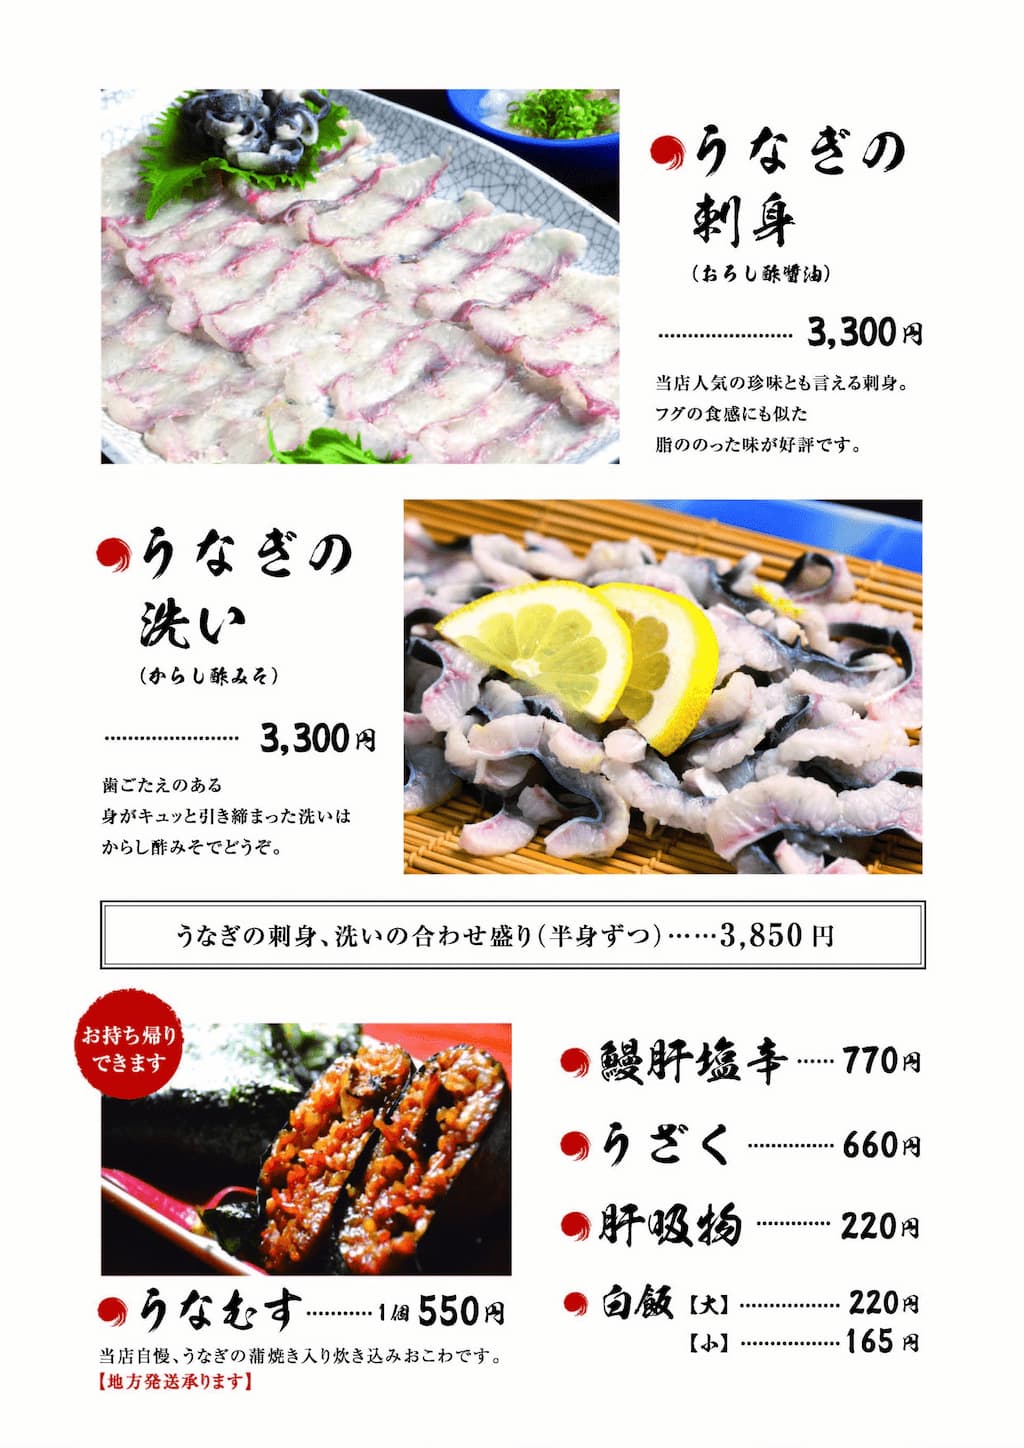 うなぎの
刺身
（おろし酢醬油）
…………………… 3,300円
当店人気の珍味とも言える刺身。
フグの食感にも似た
脂ののった味が好評です。
うなぎの
洗い
（からし酢みそ）
…………………… 3,300円
歯ごたえのある
身がキュッと引き締まった洗いは
からし酢みそでどうぞ。
うなぎの刺身、洗いの合わせ盛り（半身ずつ）……3,850円
お持ち帰り
できます
うなむす…………1個 550円
当店自慢、うなぎの蒲焼き入り炊き込みおこわです。
【地方発送承ります】
鰻肝塩辛……770円
うざく……………660円
肝吸物…………220円
白飯【大】………………220円
【小】………………165円